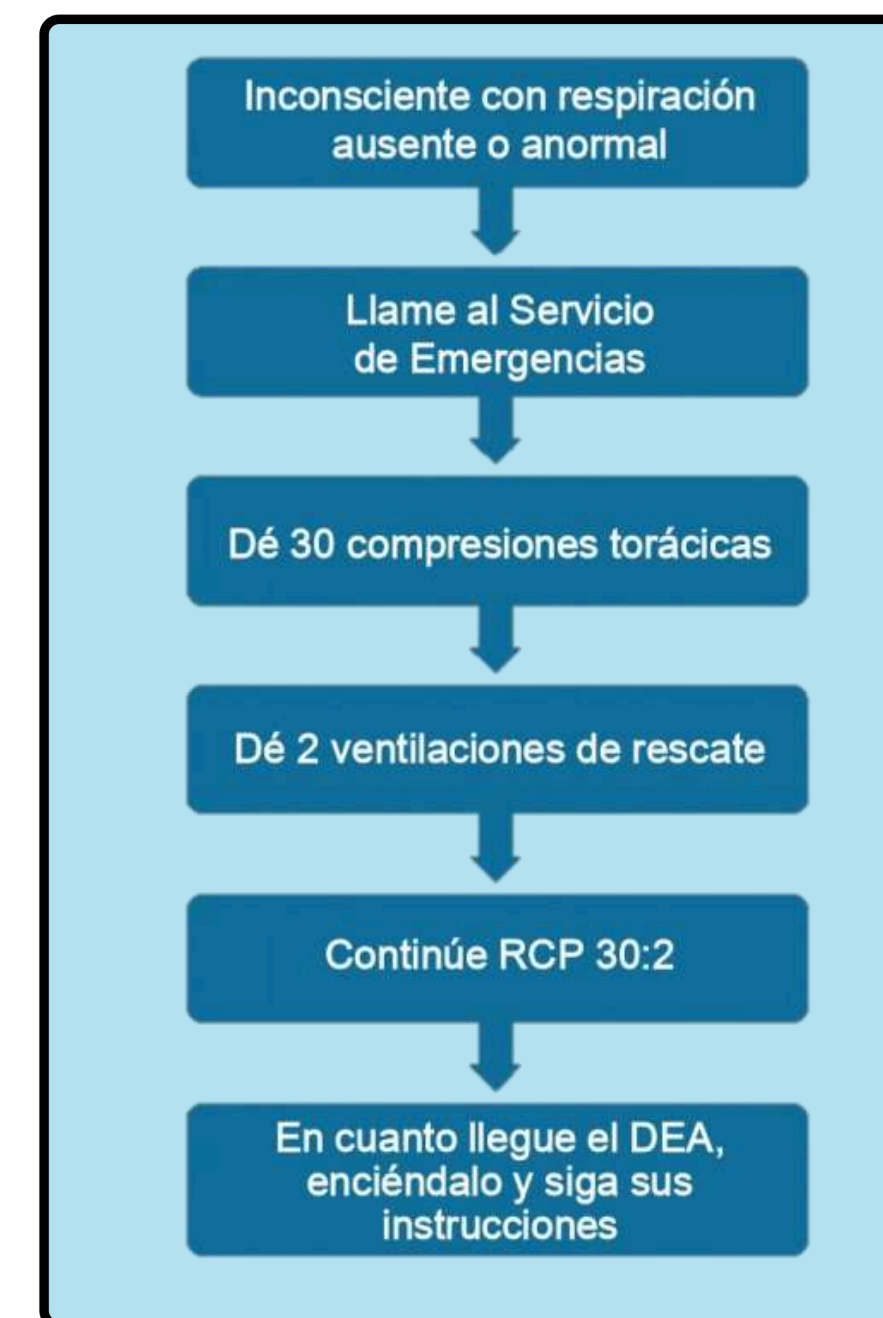 Inconsciente con respiración
ausente o anormal
Llame al Servicio
de Emergencias
Dé 30 compresiones torácicas
Dé 2 ventilaciones de rescate
Continúe RCP 30:2
En cuanto llegue el DEA,
enciéndalo y siga sus
instrucciones